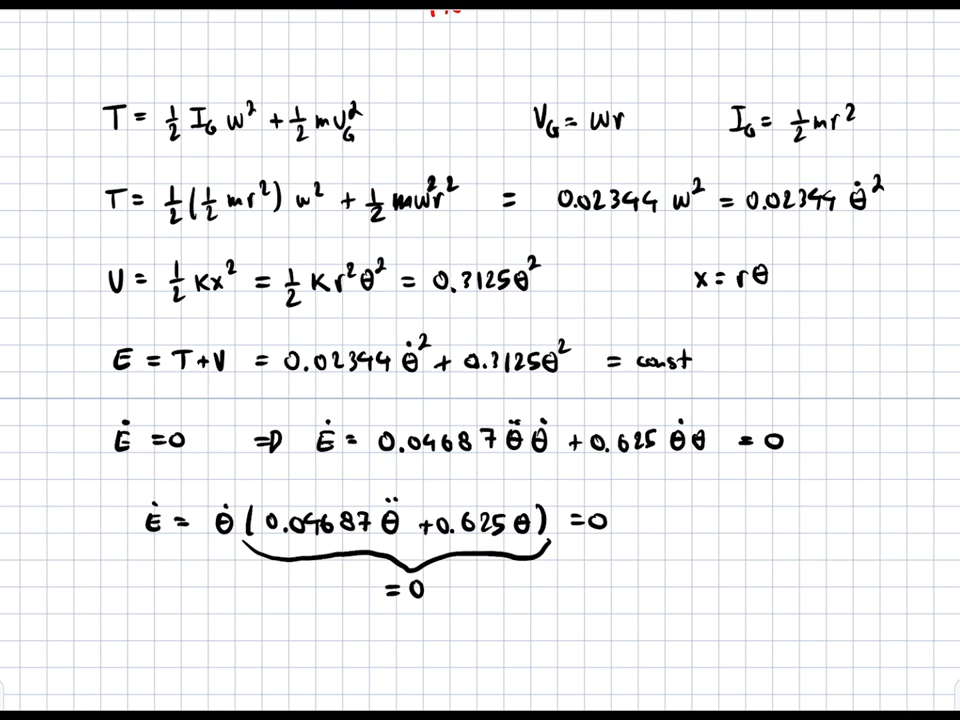 T = 1/2 I_G ω² + 1/2 m v_G² V_G = ωr I_G = 1/2 mr²
T = 1/2 (1/2 mr²) ω² + 1/2 mω²r² = 0.02344 ω² = 0.02344 θ̇²
V = 1/2 Kx² = 1/2 Kr²θ² = 0.3125θ² x = rθ
E = T+V = 0.02344 θ̇² + 0.3125θ² = const
Ė = 0 ⇒ Ė = 0.04687 θ̈ θ̇ + 0.625 θ̇θ = 0
Ė = θ̇ (0.04687 θ̈ + 0.625θ) = 0
= 0